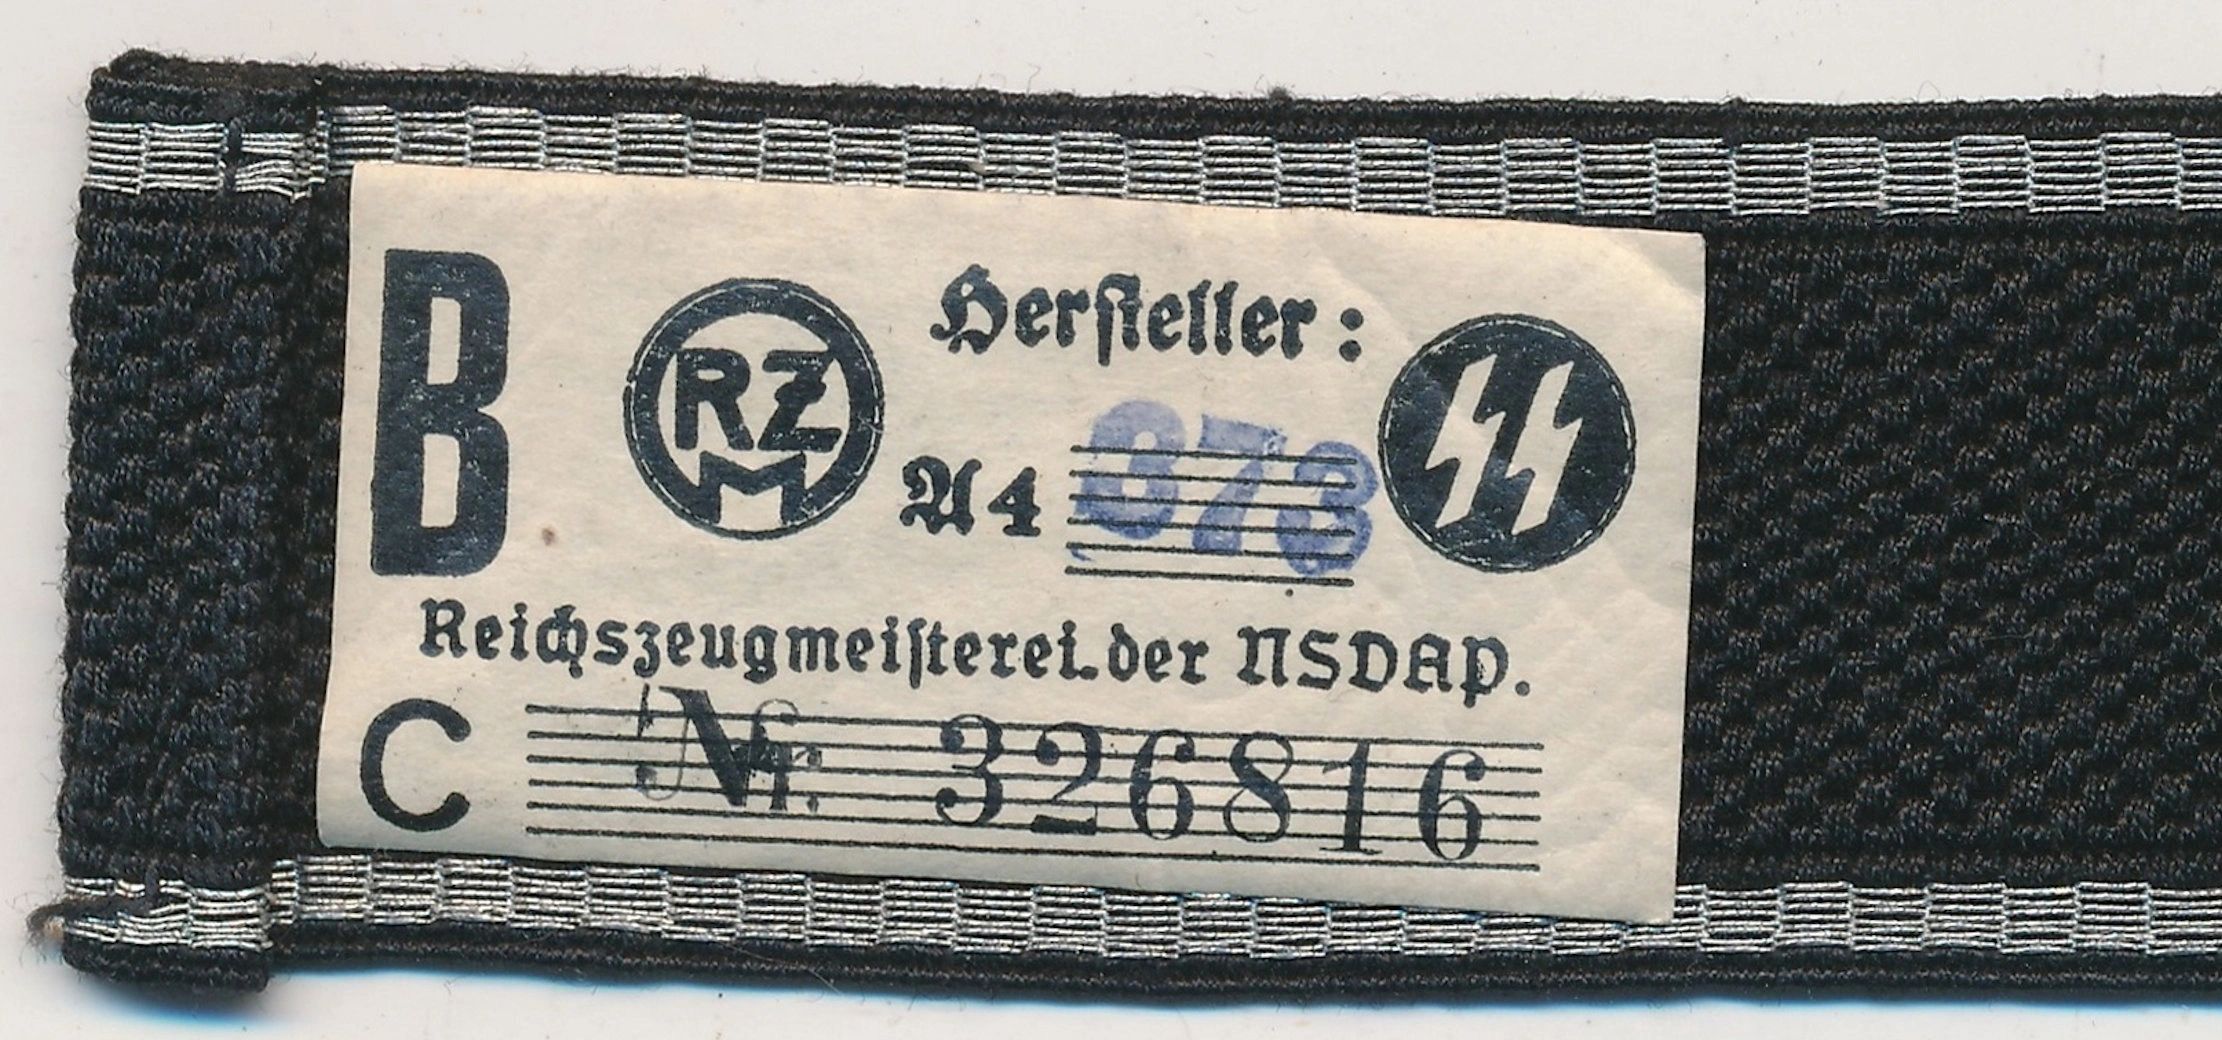 B
RZM
Hersteller:
A4 873
Reichszeugmeisterei.der NSDAP.
C Nr. 326816